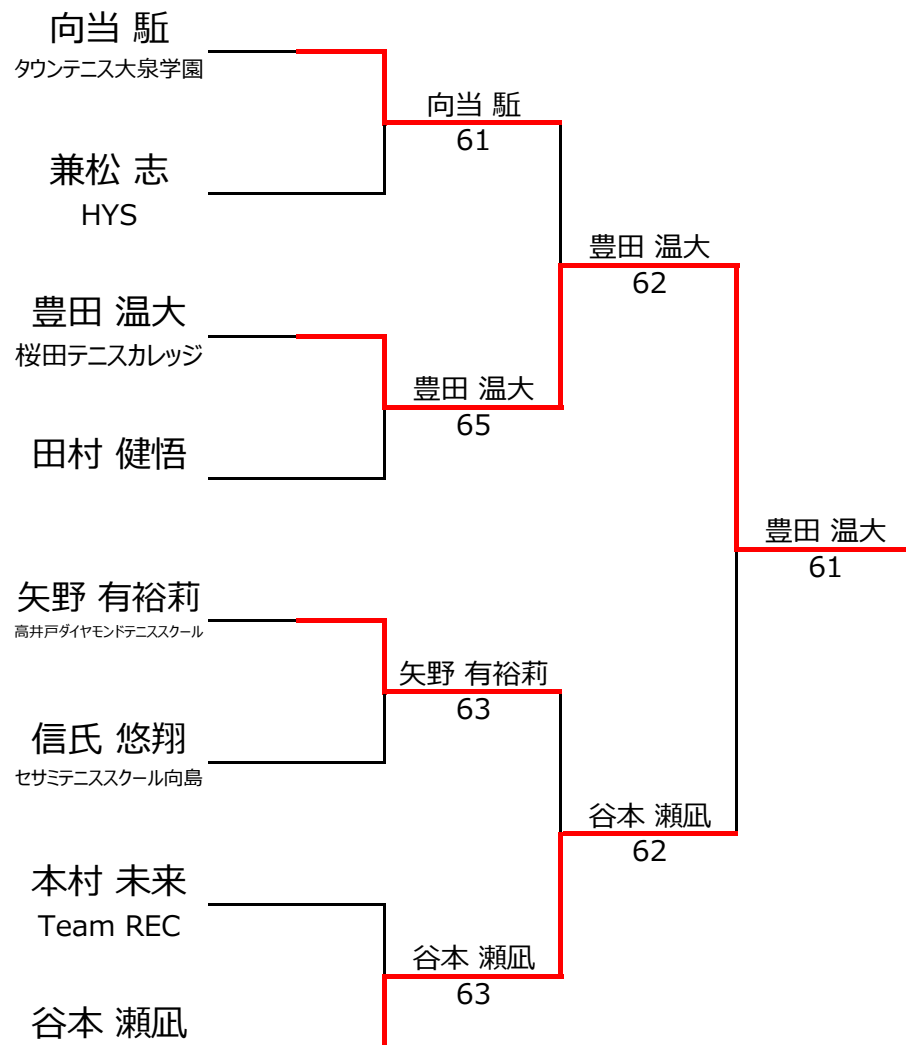 向当 駈
タウンテニス大泉学園
向当 駈
61
兼松 志
HYS
豊田 温大
62
豊田 温大
桜田テニスカレッジ
豊田 温大
65
田村 健悟
豊田 温大
61
矢野 有裕莉
高井戸ダイヤモンドテニススクール
矢野 有裕莉
63
信氏 悠翔
セサミテニススクール向島
谷本 瀬凪
62
本村 未来
Team REC
谷本 瀬凪
63
谷本 瀬凪